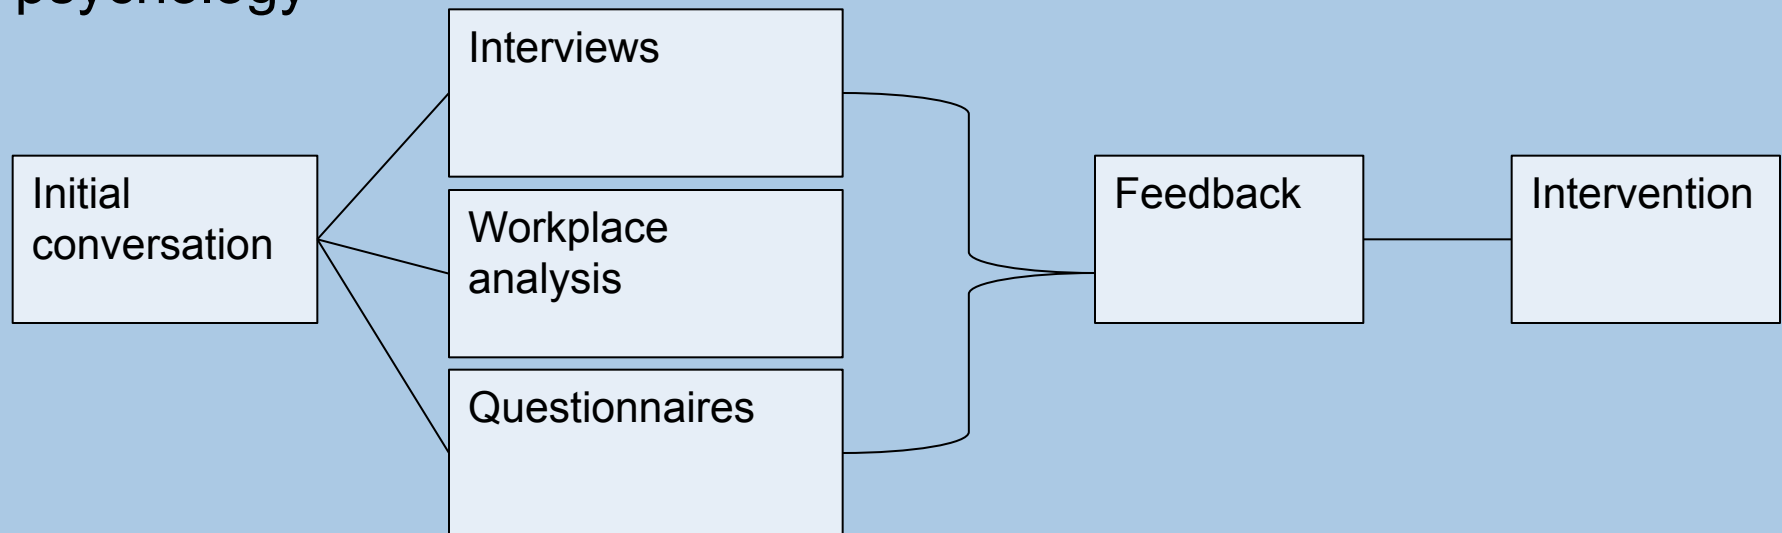 psychology
Interviews
Initial
conversation
Workplace
analysis
Questionnaires
Feedback
Intervention